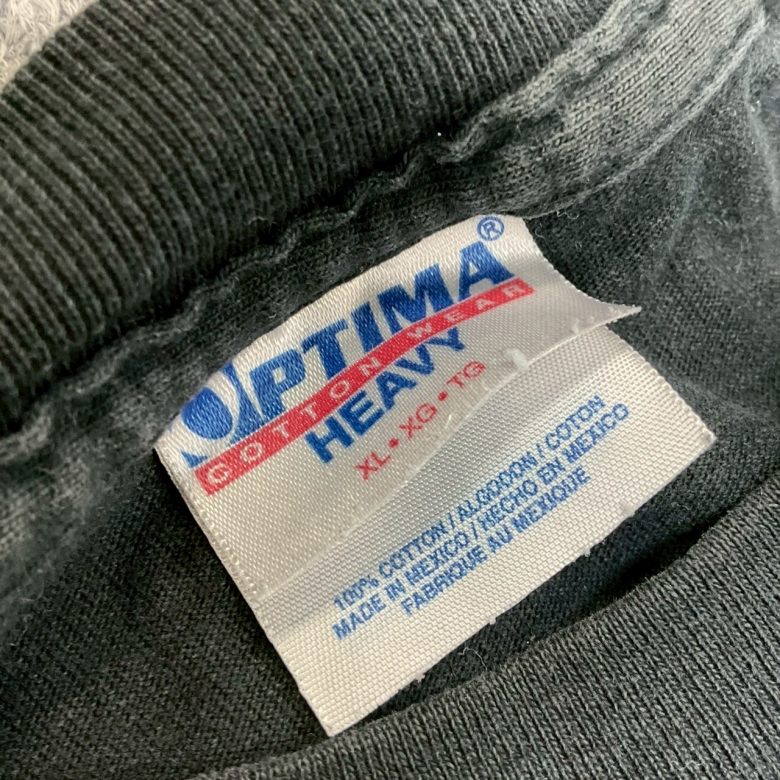 OPTIMA®
COTTON WEAR
HEAVY
XL • XG • TG
100% COTTON / ALGODON / COTON
MADE IN MEXICO / HECHO EN MEXICO
FABRIQUE AU MEXIQUE